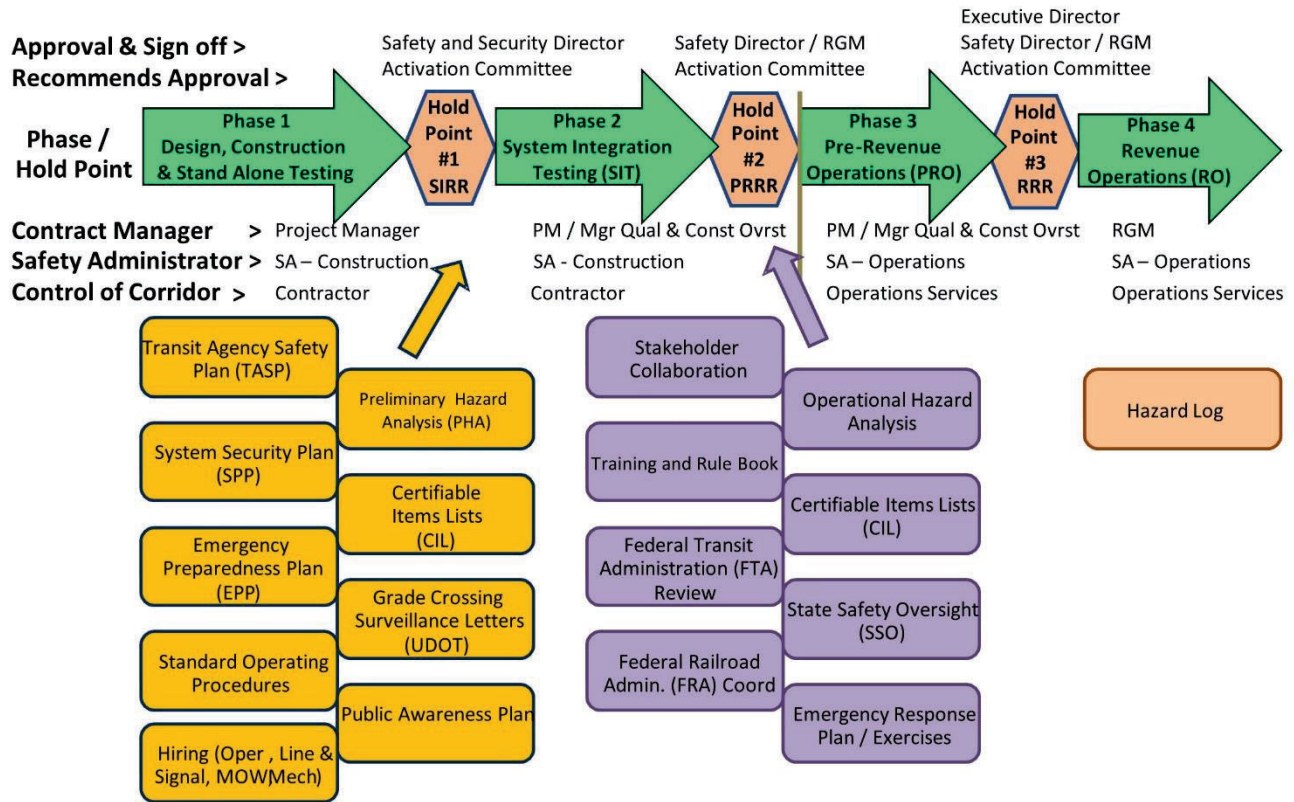 Approval & Sign off >
Recommends Approval >
Safety and Security Director
Activation Committee
Safety Director / RGM
Activation Committee
Executive Director
Safety Director / RGM
Activation Committee
Phase /
Hold Point
Phase 1
Design, Construction
& Stand Alone Testing
Hold
Point
#1
SIRR
Phase 2
System Integration
Testing (SIT)
Hold
Point
#2
PRRR
Phase 3
Pre-Revenue
Operations (PRO)
Hold
Point
#3
RRR
Phase 4
Revenue
Operations (RO)
Contract Manager > Project Manager PM / Mgr Qual & Const Ovrst PM / Mgr Qual & Const Ovrst RGM
Safety Administrator > SA – Construction SA - Construction SA – Operations SA – Operations
Control of Corridor > Contractor Contractor Operations Services Operations Services
Transit Agency Safety
Plan (TASP)
Preliminary Hazard
Analysis (PHA)
System Security Plan
(SPP)
Certifiable
Items Lists
(CIL)
Emergency
Preparedness Plan
(EPP)
Grade Crossing
Surveillance Letters
(UDOT)
Standard Operating
Procedures
Public Awareness Plan
Hiring (Oper , Line &
Signal, MOW,Mech)
Stakeholder
Collaboration
Operational Hazard
Analysis
Training and Rule Book
Certifiable Items Lists
(CIL)
Federal Transit
Administration (FTA)
Review
State Safety Oversight
(SSO)
Federal Railroad
Admin. (FRA) Coord
Emergency Response
Plan / Exercises
Hazard Log